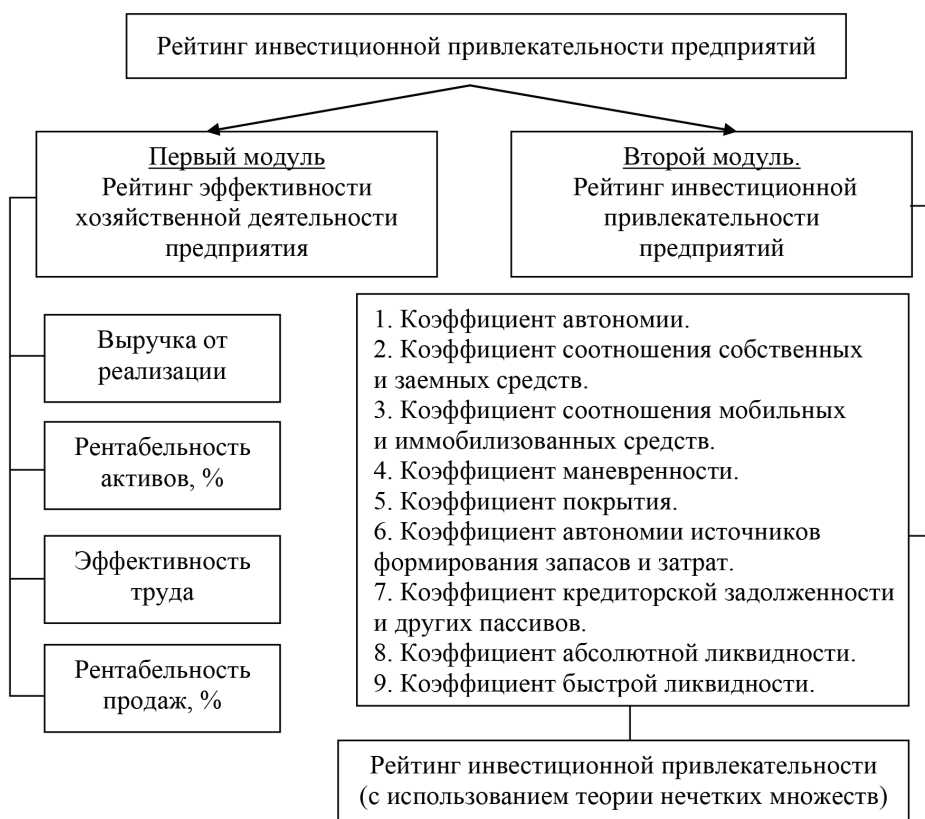 Рейтинг инвестиционной привлекательности предприятий
Первый модуль
Рейтинг эффективности
хозяйственной деятельности
предприятия
Второй модуль.
Рейтинг инвестиционной
привлекательности
предприятий
Выручка от
реализации
Рентабельность
активов, %
Эффективность
труда
Рентабельность
продаж, %
1. Коэффициент автономии.
2. Коэффициент соотношения собственных
и заемных средств.
3. Коэффициент соотношения мобильных
и иммобилизованных средств.
4. Коэффициент маневренности.
5. Коэффициент покрытия.
6. Коэффициент автономии источников
формирования запасов и затрат.
7. Коэффициент кредиторской задолженности
и других пассивов.
8. Коэффициент абсолютной ликвидности.
9. Коэффициент быстрой ликвидности.
Рейтинг инвестиционной привлекательности
(с использованием теории нечетких множеств)